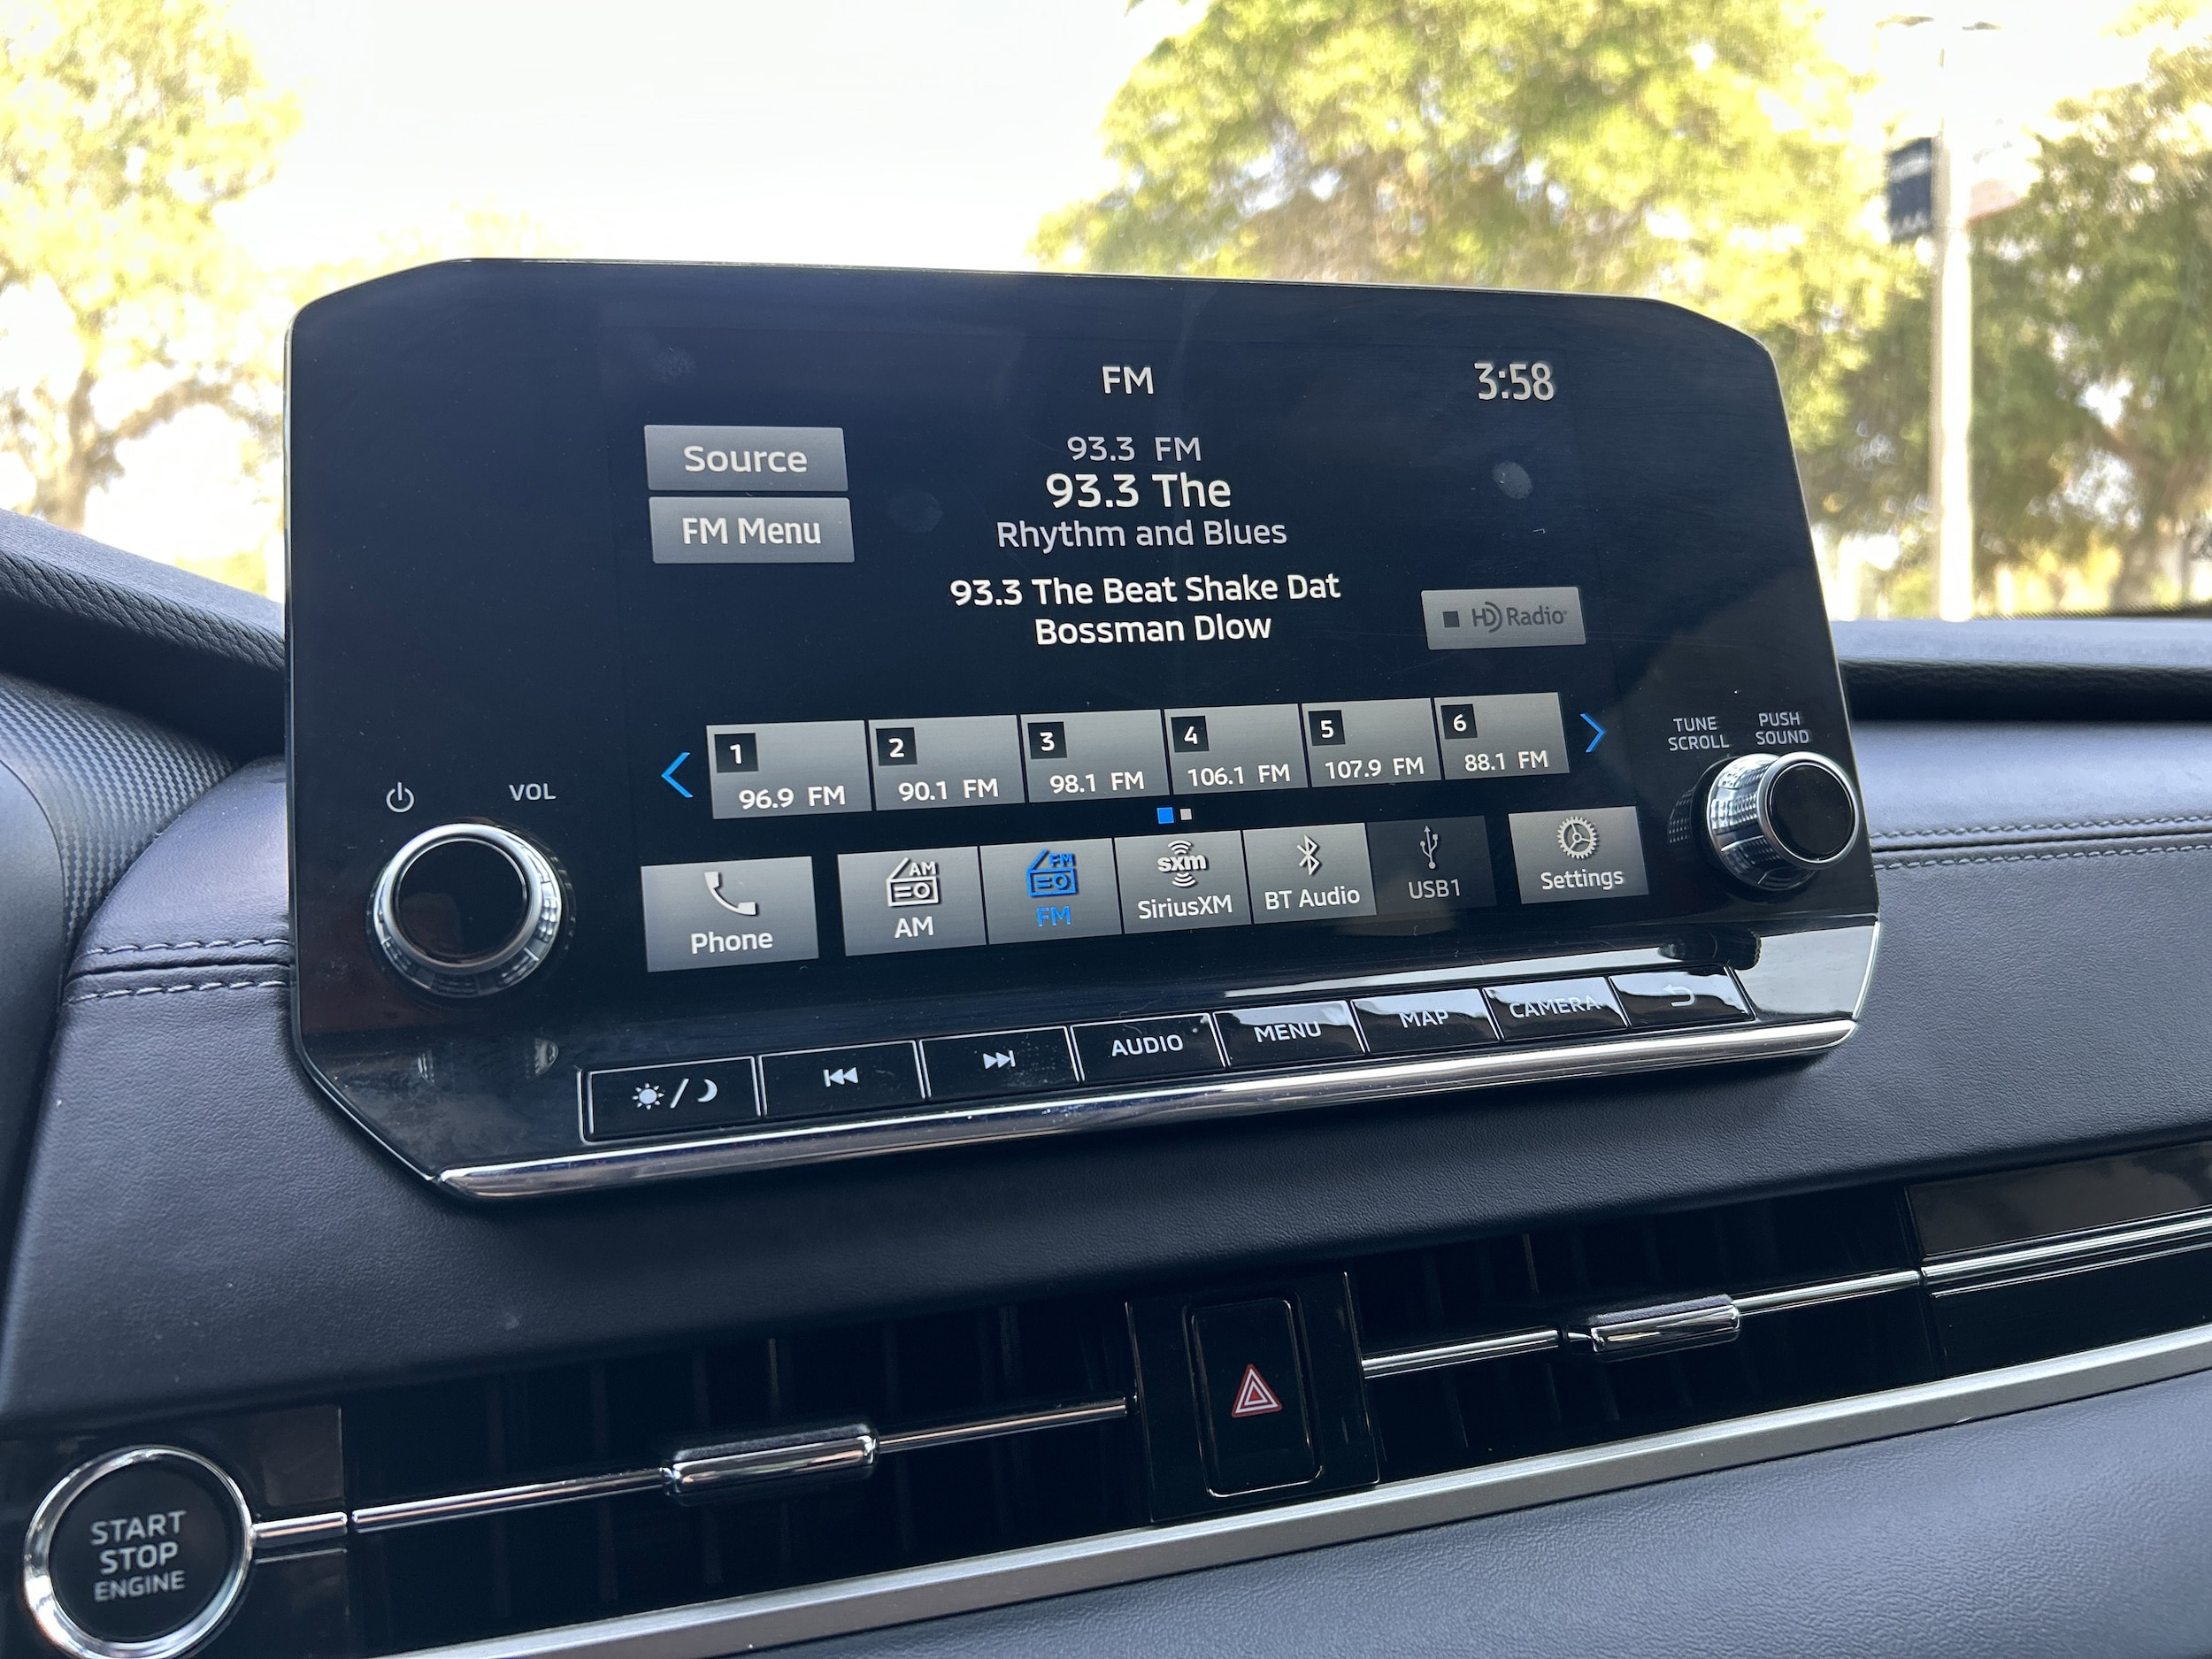 FM
3:58
Source
FM Menu
93.3 FM
93.3 The
Rhythm and Blues
93.3 The Beat Shake Dat
Bossman Dlow
HD Radio
1
96.9 FM
2
90.1 FM
3
98.1 FM
4
106.1 FM
5
107.9 FM
6
88.1 FM
VOL
TUNE
SCROLL
PUSH
SOUND
Phone
AM
AM
FM
FM
sxm
SiriusXM
BT Audio
USB1
Settings
AUDIO
MENU
MAP
CAMERA
START
STOP
ENGINE